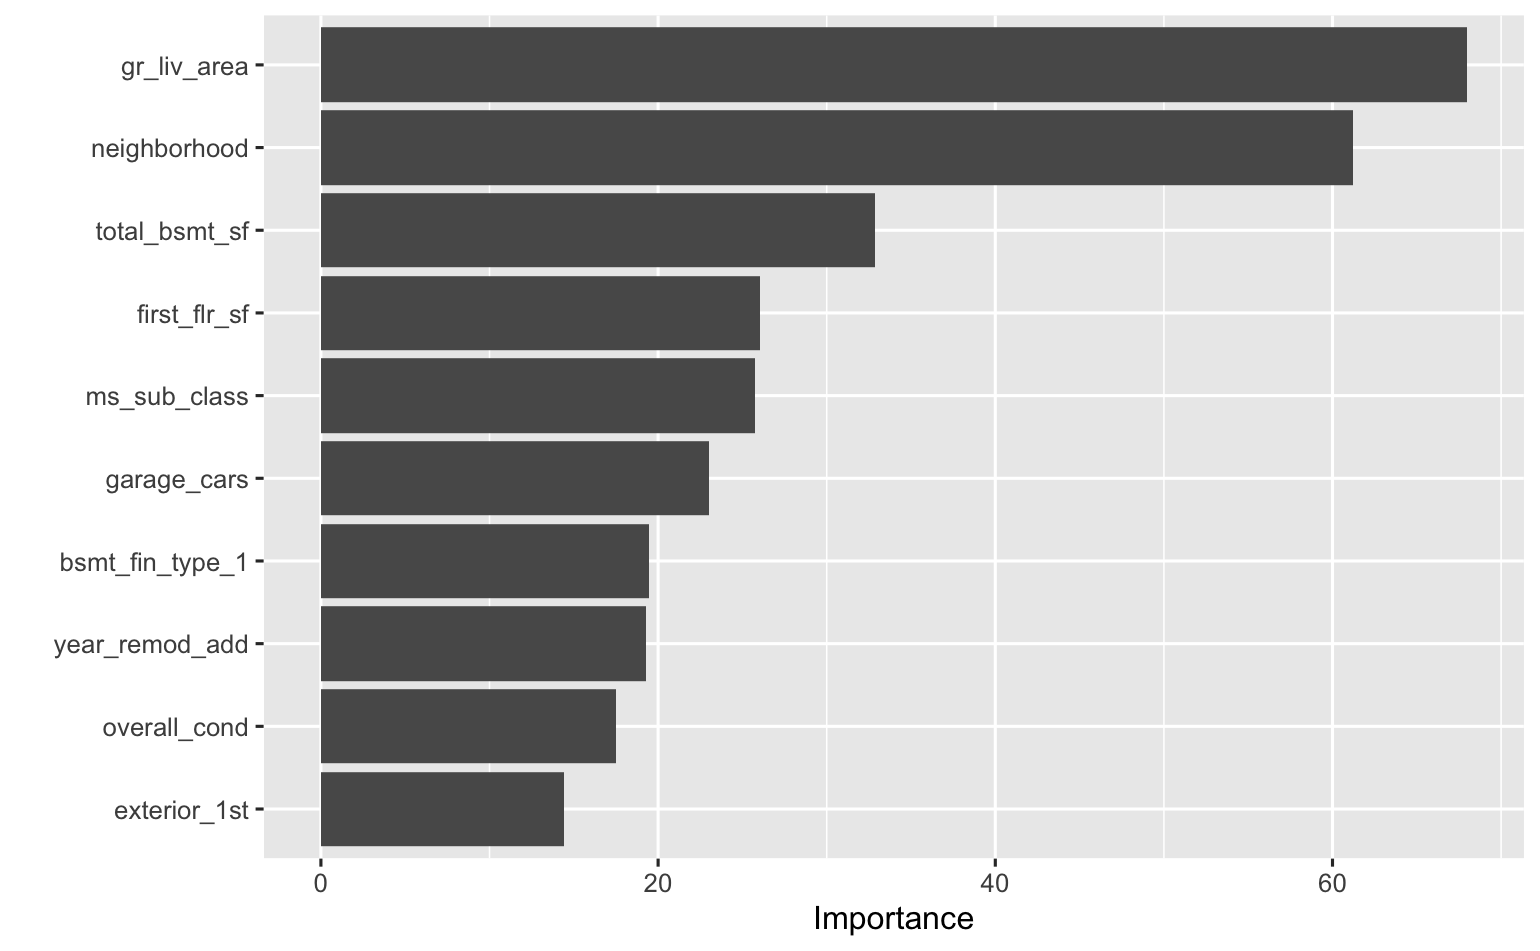 gr_liv_area
neighborhood
total_bsmt_sf
first_flr_sf
ms_sub_class
garage_cars
bsmt_fin_type_1
year_remod_add
overall_cond
exterior_1st
0 20 40 60
Importance